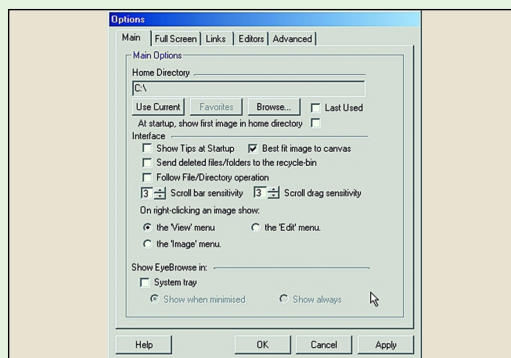 Options
Main Full Screen Links Editors Advanced
Main Options
Home Directory
C:\
Use Current Favorites Browse... Last Used
At startup, show first image in home directory
Interface
Show Tips at Startup Best fit image to canvas
Send deleted files/folders to the recycle-bin
Follow File/Directory operation
3 Scroll bar sensitivity 3 Scroll drag sensitivity
On right-clicking an image show:
the 'View' menu the 'Edit' menu.
the 'Image' menu.
Show EyeBrowse in:
System tray
Show when minimised Show always
Help OK Cancel Apply